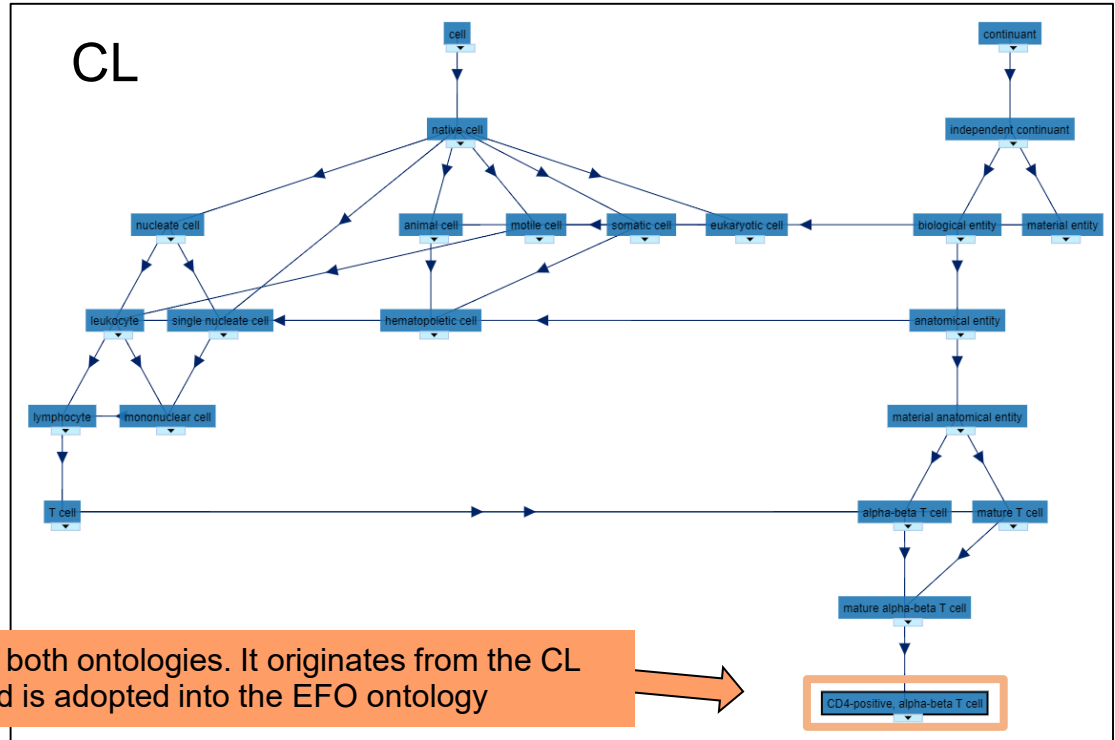 CL
cell
continuant
native cell
independent continuant
nucleate cell
animal cell
motile cell
somatic cell
eukaryotic cell
biological entity
material entity
leukocyte
single nucleate cell
hematopoietic cell
anatomical entity
lymphocyte
mononuclear cell
material anatomical entity
T cell
alpha-beta T cell
mature T cell
mature alpha-beta T cell
both ontologies. It originates from the CL
d is adopted into the EFO ontology
CD4-positive, alpha-beta T cell